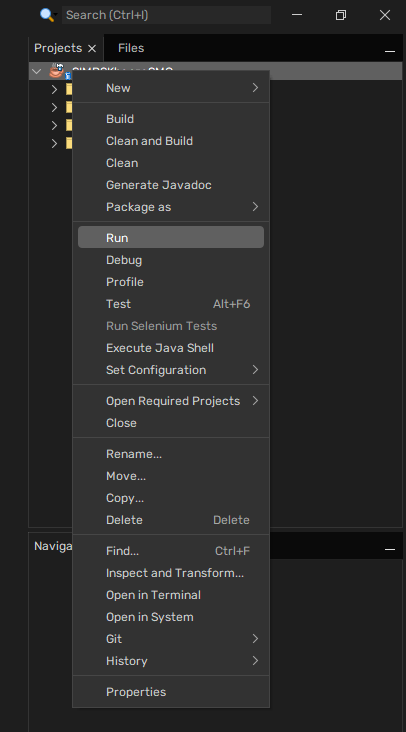 Search (Ctrl+I)
Projects Files
New
Build
Clean and Build
Clean
Generate Javadoc
Package as
Run
Debug
Profile
Test Alt+F6
Run Selenium Tests
Execute Java Shell
Set Configuration
Open Required Projects
Close
Rename...
Move...
Copy...
Delete Delete
Find... Ctrl+F
Inspect and Transform...
Open in Terminal
Open in System
Git
History
Properties